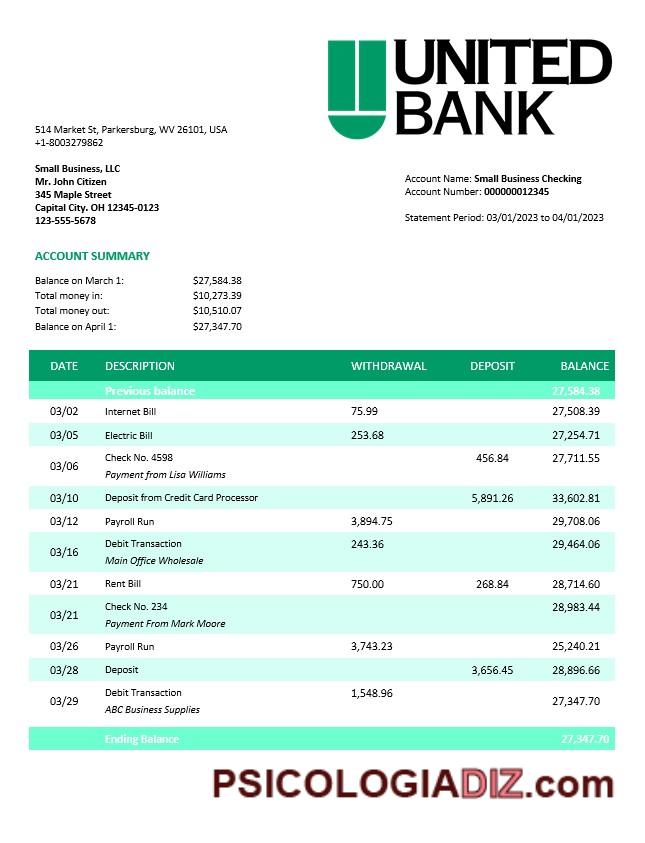 UNITED
BANK
514 Market St, Parkersburg, WV 26101, USA
+1-8003279862
Small Business, LLC
Mr. John Citizen
345 Maple Street
Capital City. OH 12345-0123
123-555-5678
Account Name: Small Business Checking
Account Number: 000000012345
Statement Period: 03/01/2023 to 04/01/2023
ACCOUNT SUMMARY
Balance on March 1: $27,584.38
Total money in: $10,273.39
Total money out: $10,510.07
Balance on April 1: $27,347.70
DATE DESCRIPTION WITHDRAWAL DEPOSIT BALANCE
Previous balance 27,584.38
03/02 Internet Bill 75.99 27,508.39
03/05 Electric Bill 253.68 27,254.71
03/06 Check No. 4598 456.84 27,711.55
Payment from Lisa Williams
03/10 Deposit from Credit Card Processor 5,891.26 33,602.81
03/12 Payroll Run 3,894.75 29,708.06
03/16 Debit Transaction 243.36 29,464.06
Main Office Wholesale
03/21 Rent Bill 750.00 268.84 28,714.60
03/21 Check No. 234 28,983.44
Payment From Mark Moore
03/26 Payroll Run 3,743.23 25,240.21
03/28 Deposit 3,656.45 28,896.66
03/29 Debit Transaction 1,548.96 27,347.70
ABC Business Supplies
Ending Balance 27,347.70
PSICOLOGIADIZ.com